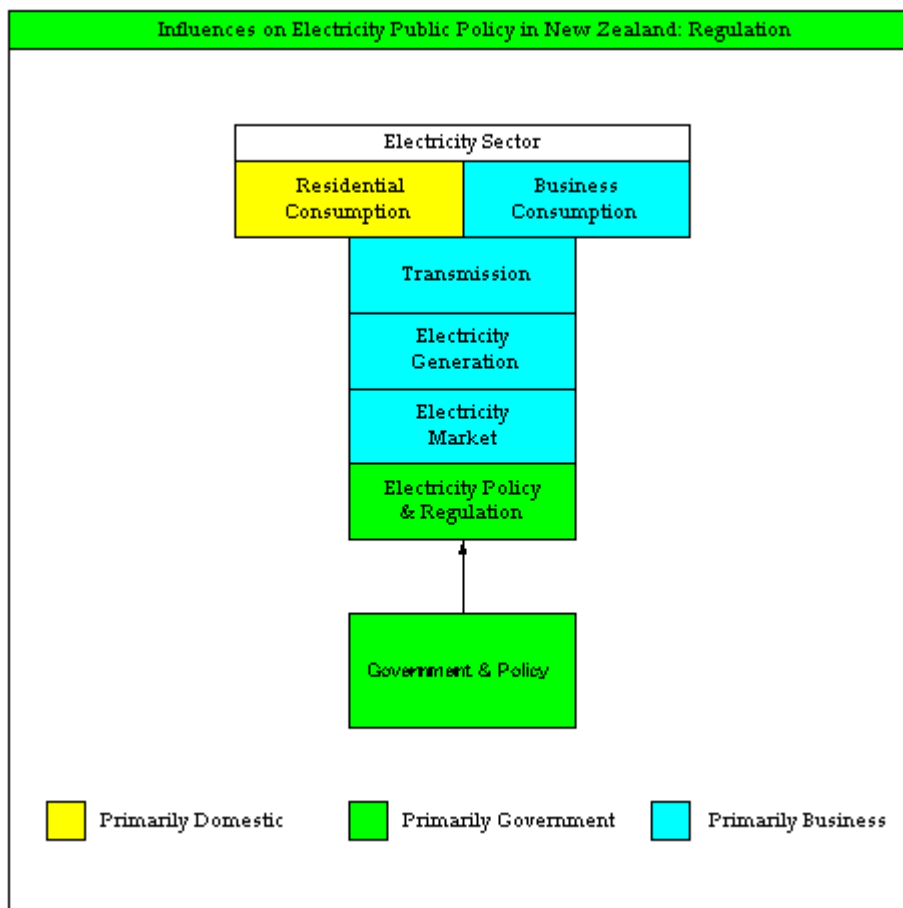 Influences on Electricity Public Policy in New Zealand: Regulation
Electricity Sector
Residential
Consumption
Business
Consumption
Transmission
Electricity
Generation
Electricity
Market
Electricity Policy
& Regulation
Government & Policy
Primarily Domestic
Primarily Government
Primarily Business